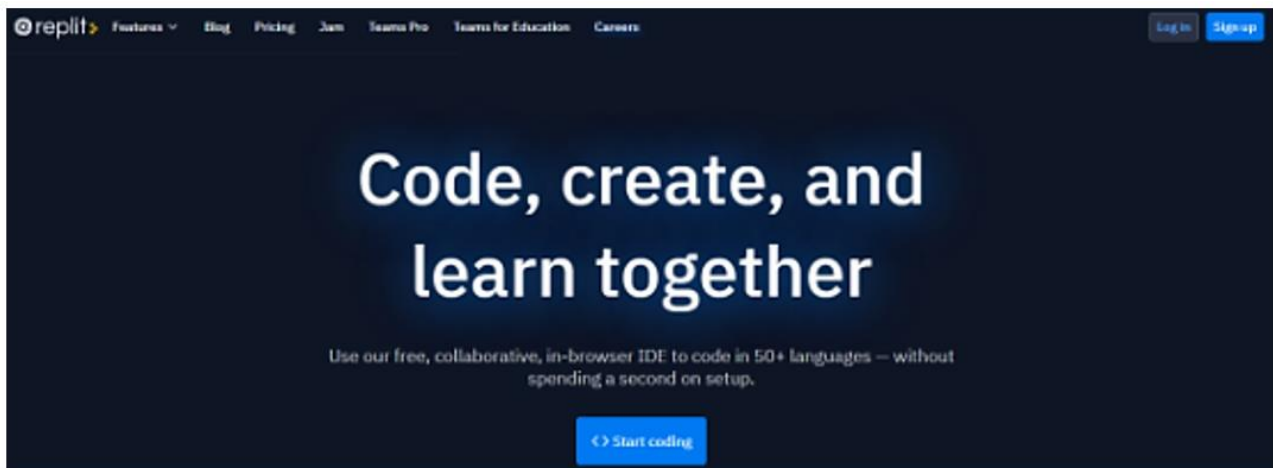 replit Features Blog Pricing Jam Teams Pro Teams for Education Careers Log in Sign up
Code, create, and
learn together
Use our free, collaborative, in-browser IDE to code in 50+ languages — without
spending a second on setup.
<> Start coding